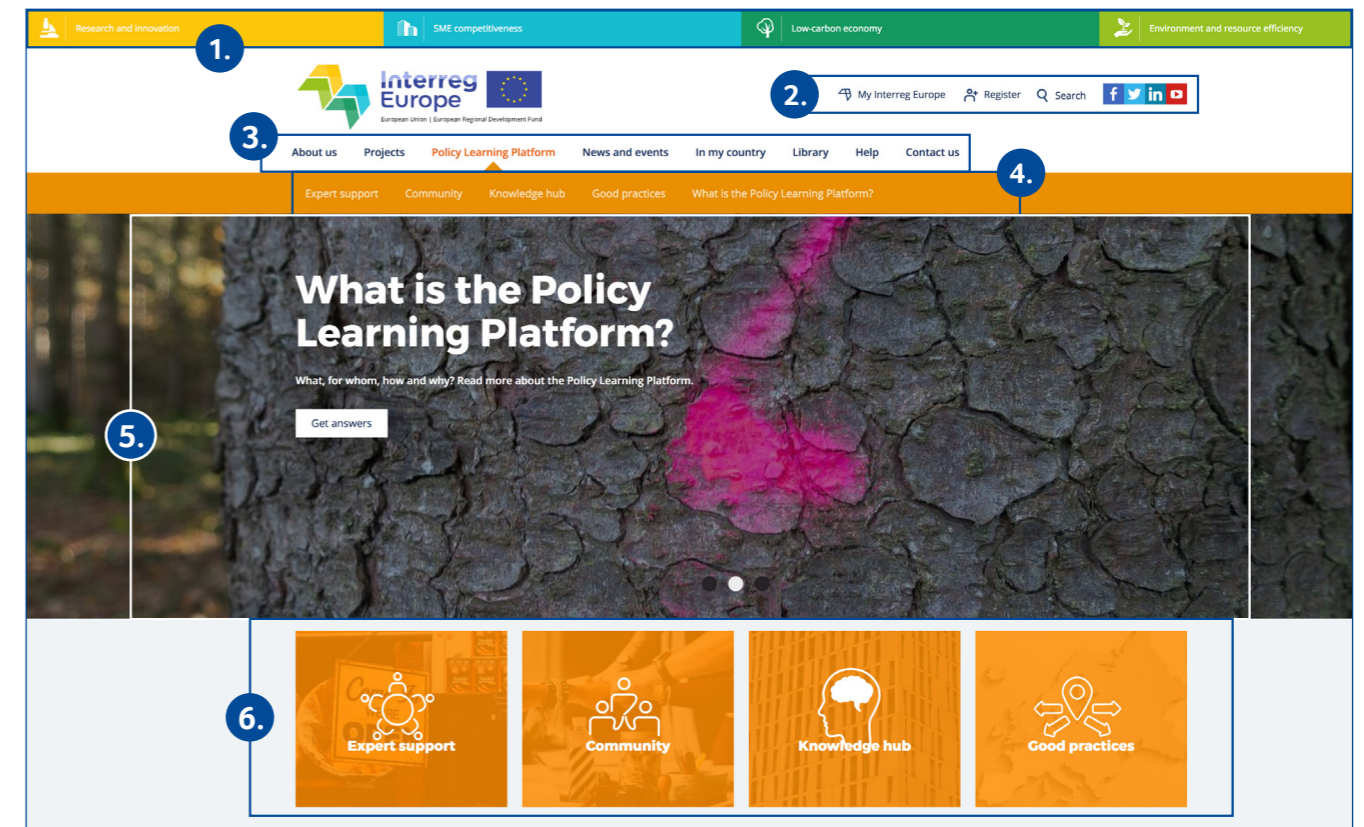 Research and innovation
SME competitiveness
Low-carbon economy
Environment and resource efficiency
1.
Interreg
Europe
European Union | European Regional Development Fund
2.
My Interreg Europe
Register
Search
f
in
3.
About us
Projects
Policy Learning Platform
News and events
In my country
Library
Help
Contact us
4.
Expert support
Community
Knowledge hub
Good practices
What is the Policy Learning Platform?
What is the Policy
Learning Platform?
What, for whom, how and why? Read more about the Policy Learning Platform.
Get answers
5.
6.
Expert support
Community
Knowledge hub
Good practices